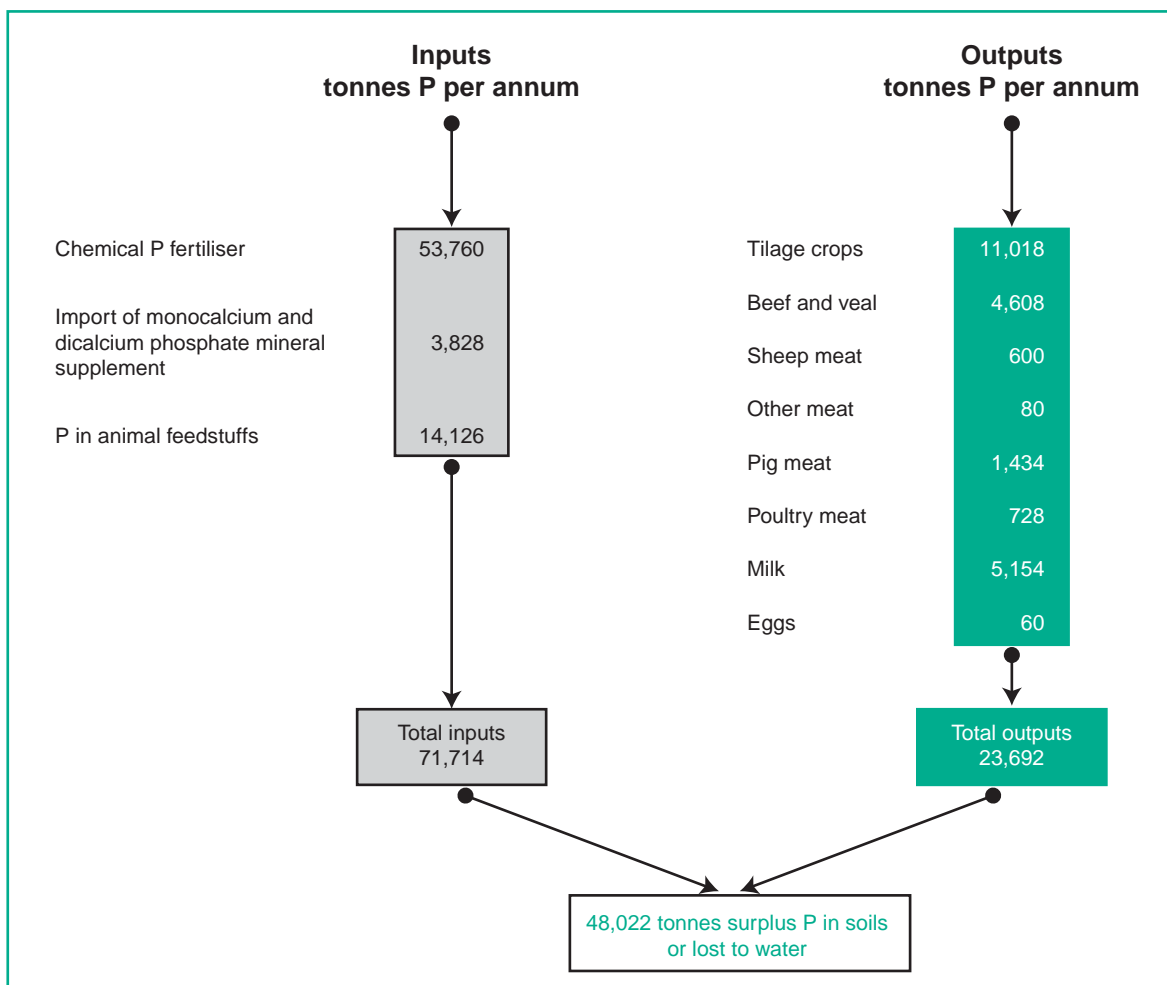 Inputs
tonnes P per annum
Chemical P fertiliser 53,760
Import of monocalcium and
dicalcium phosphate mineral 3,828
supplement
P in animal feedstuffs 14,126
Total inputs
71,714
Outputs
tonnes P per annum
Tilage crops 11,018
Beef and veal 4,608
Sheep meat 600
Other meat 80
Pig meat 1,434
Poultry meat 728
Milk 5,154
Eggs 60
Total outputs
23,692
48,022 tonnes surplus P in soils
or lost to water